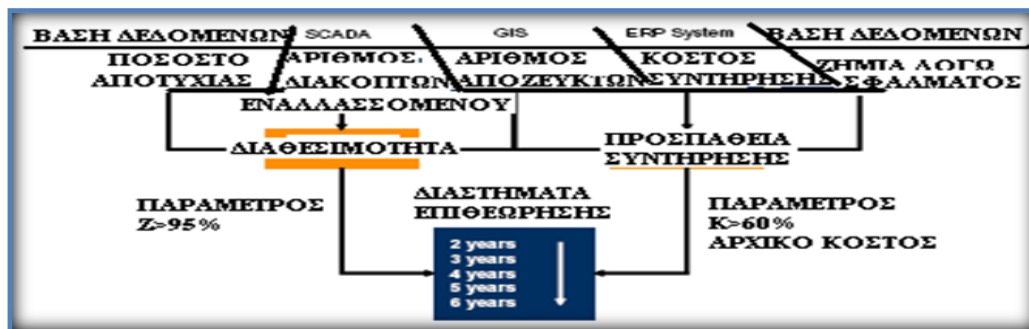 ΒΑΣΗ ΔΕΔΟΜΕΝΩΝ SCADA GIS ERP System ΒΑΣΗ ΔΕΔΟΜΕΝΩΝ
ΠΟΣΟΣΤΟ ΑΡΙΘΜΟΣ ΑΡΙΘΜΟΣ ΚΟΣΤΟΣ ΖΗΜΙΑ ΛΟΓΩ
ΑΠΟΤΥΧΙΑΣ ΔΙΑΚΟΠΤΩΝ ΑΠΟΖΕΥΚΤΩΝ ΣΥΝΤΗΡΗΣΗΣ ΣΦΑΛΜΑΤΟΣ
ΕΝΑΛΛΑΣΣΟΜΕΝΟΥ
ΔΙΑΘΕΣΙΜΟΤΗΤΑ
ΠΡΟΣΠΑΘΕΙΑ
ΣΥΝΤΗΡΗΣΗΣ
ΠΑΡΑΜΕΤΡΟΣ
Z>95%
ΔΙΑΣΤΗΜΑΤΑ
ΕΠΙΘΕΩΡΗΣΗΣ
ΠΑΡΑΜΕΤΡΟΣ
Κ>60%
ΑΡΧΙΚΟ ΚΟΣΤΟΣ
2 years
3 years
4 years
5 years
6 years